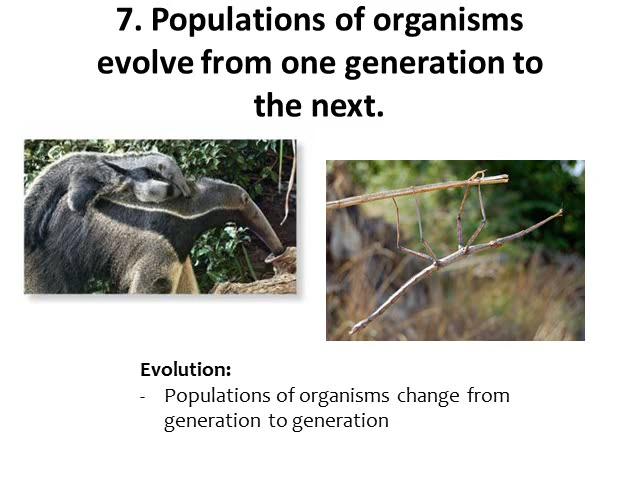 7. Populations of organisms
evolve from one generation to
the next.
Evolution:
- Populations of organisms change from
generation to generation